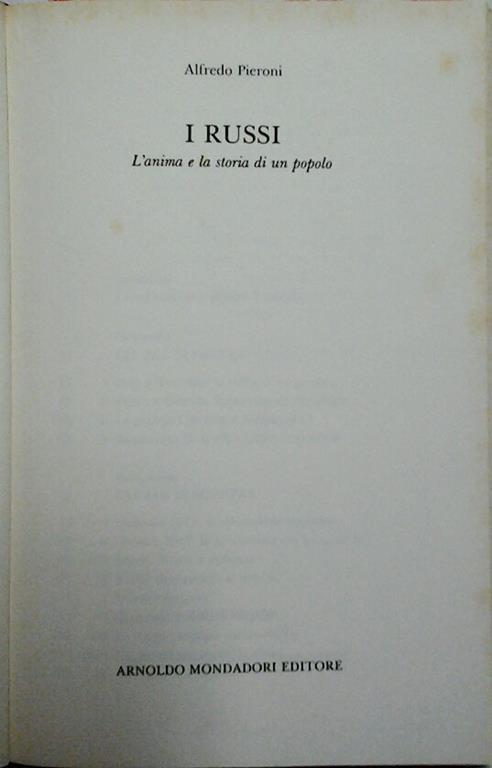 Alfredo Pieroni
I RUSSI
L'anima e la storia di un popolo
ARNOLDO MONDADORI EDITORE